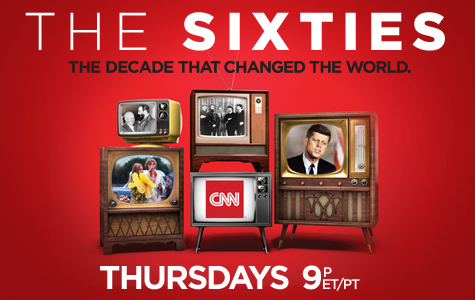 THE SIXTIES
THE DECADE THAT CHANGED THE WORLD.
CNN
THURSDAYS 9P ET/PT